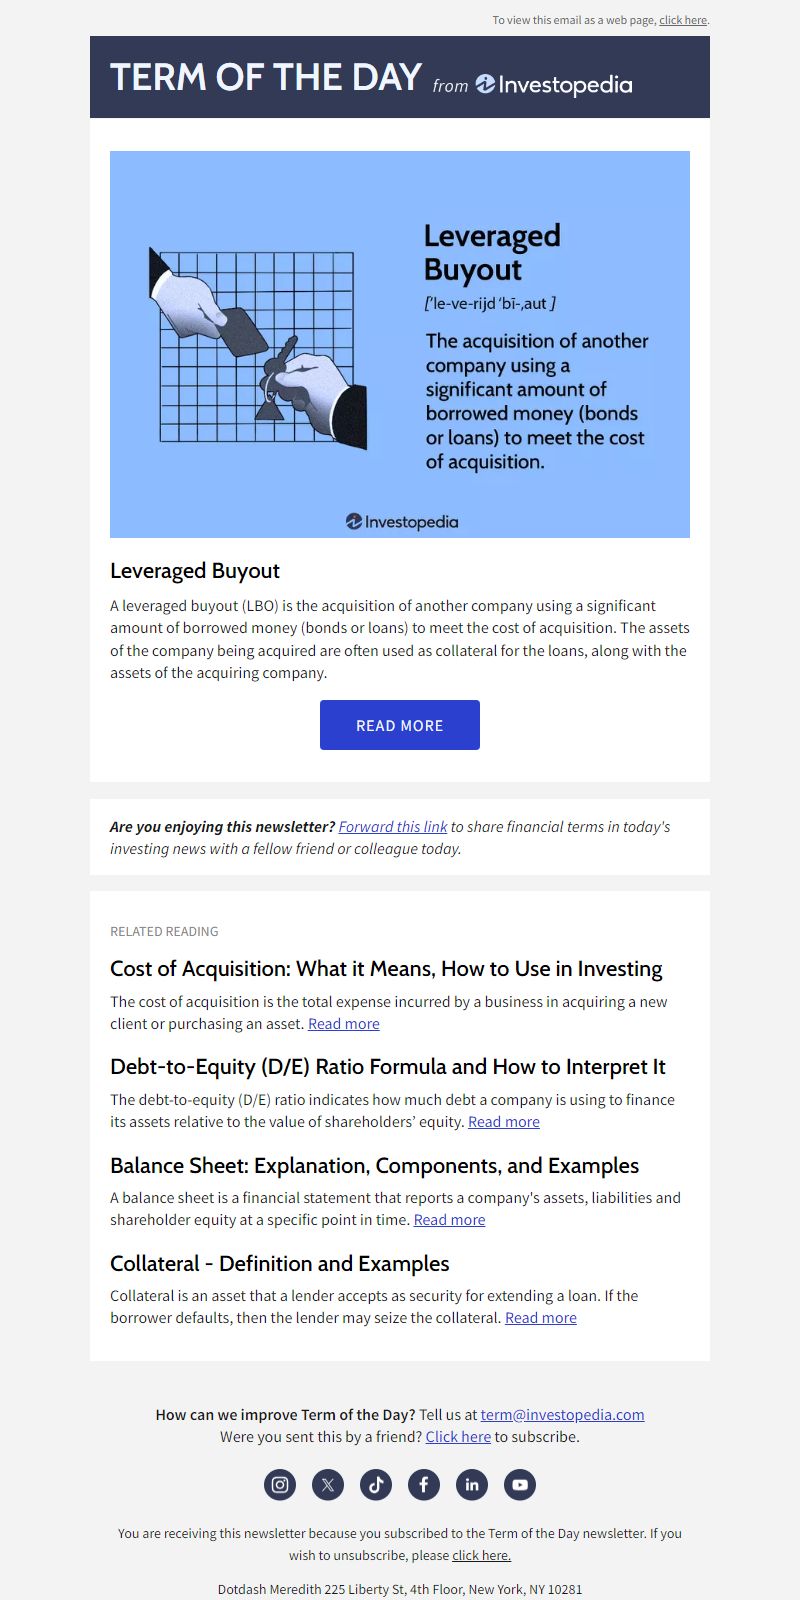 To view this email as a web page, click here.
TERM OF THE DAY from Investopedia
Leveraged
Buyout
['le-ve-rijd ‘bī-,aut ]
The acquisition of another
company using a
significant amount of
borrowed money (bonds
or loans) to meet the cost
of acquisition.
Investopedia
Leveraged Buyout
A leveraged buyout (LBO) is the acquisition of another company using a significant
amount of borrowed money (bonds or loans) to meet the cost of acquisition. The assets
of the company being acquired are often used as collateral for the loans, along with the
assets of the acquiring company.
READ MORE
Are you enjoying this newsletter? Forward this link to share financial terms in today's
investing news with a fellow friend or colleague today.
RELATED READING
Cost of Acquisition: What it Means, How to Use in Investing
The cost of acquisition is the total expense incurred by a business in acquiring a new
client or purchasing an asset. Read more
Debt-to-Equity (D/E) Ratio Formula and How to Interpret It
The debt-to-equity (D/E) ratio indicates how much debt a company is using to finance
its assets relative to the value of shareholders’ equity. Read more
Balance Sheet: Explanation, Components, and Examples
A balance sheet is a financial statement that reports a company's assets, liabilities and
shareholder equity at a specific point in time. Read more
Collateral - Definition and Examples
Collateral is an asset that a lender accepts as security for extending a loan. If the
borrower defaults, then the lender may seize the collateral. Read more
How can we improve Term of the Day? Tell us at term@investopedia.com
Were you sent this by a friend? Click here to subscribe.
You are receiving this newsletter because you subscribed to the Term of the Day newsletter. If you
wish to unsubscribe, please click here.
Dotdash Meredith 225 Liberty St, 4th Floor, New York, NY 10281